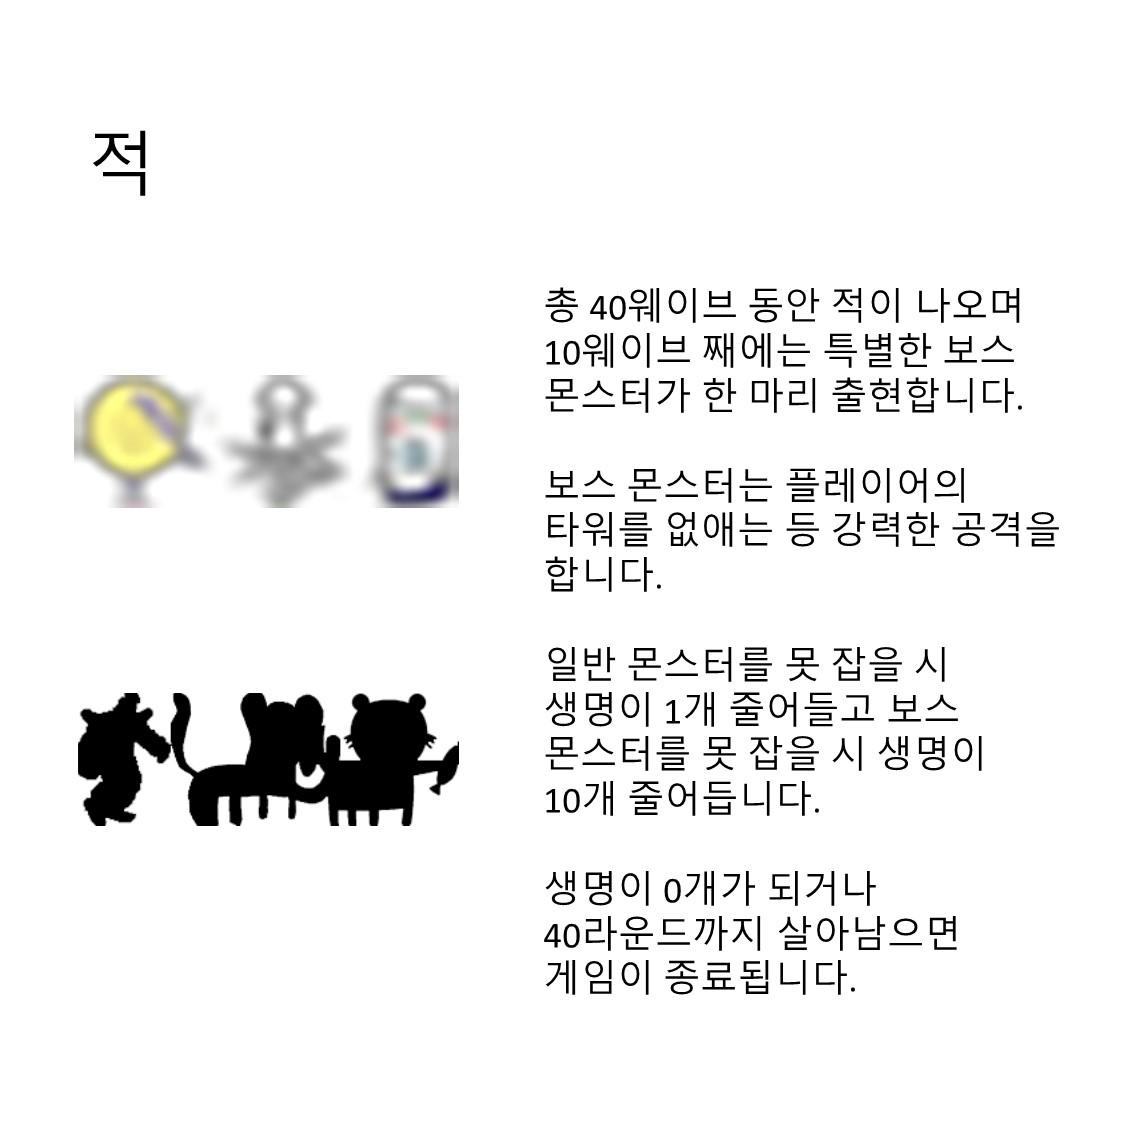 적
총 40웨이브 동안 적이 나오며
10웨이브 째에는 특별한 보스
몬스터가 한 마리 출현합니다.
보스 몬스터는 플레이어의
타워를 없애는 등 강력한 공격을
합니다.
일반 몬스터를 못 잡을 시
생명이 1개 줄어들고 보스
몬스터를 못 잡을 시 생명이
10개 줄어듭니다.
생명이 0개가 되거나
40라운드까지 살아남으면
게임이 종료됩니다.